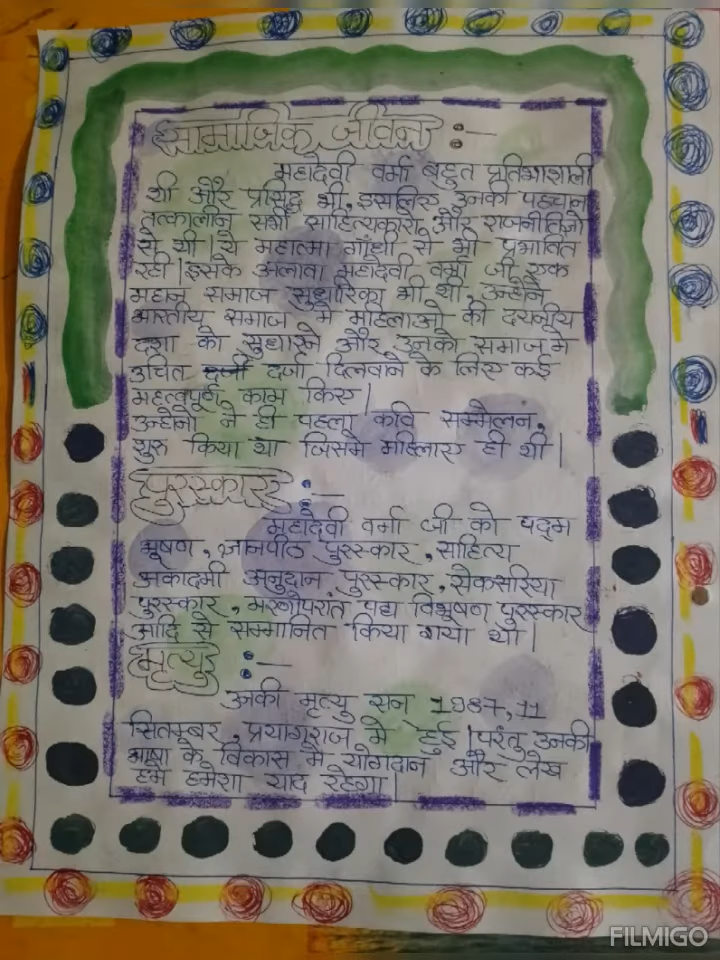 सामाजिक जीवन :-
महादेवी वर्मा बहुत प्रतिभाशाली
थी और प्रसिद्ध भी, इसलिए उनकी पहचान
तत्कालीन सभी साहित्यकारो और राजनीतिज्ञो
से थी। ये महात्मा गाँधी से भी प्रभावित
रही। इसके अलावा महादेवी वर्मा जी एक
महान समाज सुधारिका भी थी। उन्होने
भारतीय समाज मे महिलाओ की दयनीय
दशा को सुधारने और उनको समाज मे
उचित दर्जा दिलवाने के लिए कई
महत्वपूर्ण काम किए।
उन्होनो ने ही पहला कवि सम्मेलन,
शुरू किया था जिसमे महिलाए ही थी।
पुरस्कार :-
महादेवी वर्मा जी को पद्म
भूषण, ज्ञानपीठ पुरस्कार, साहित्य
अकादमी अनुदान, पुरस्कार, सेकसरिया
पुरस्कार, मरणोपरांत पद्म विभूषण पुरस्कार
आदि से सम्मानित किया गया था।
मृत्यु :-
उनकी मृत्यु सन 1987, 11
सितम्बर, प्रयागराज मे हुई। परंतु उनकी
भाषा के विकास मे योगदान और लेख
हमे हमेशा याद रहेगा।
FILMIGO